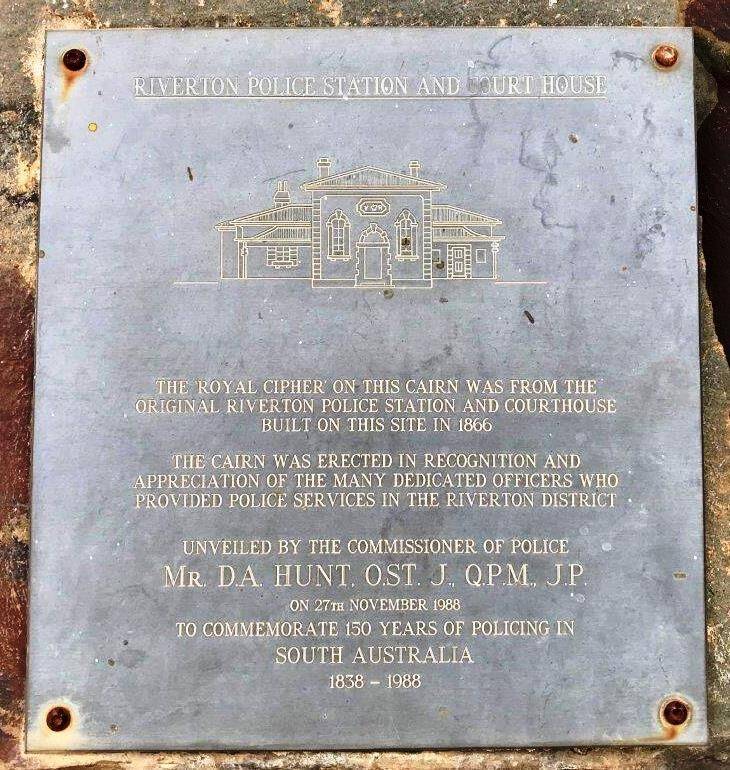 RIVERTON POLICE STATION AND COURT HOUSE
V R
THE 'ROYAL CIPHER' ON THIS CAIRN WAS FROM THE
ORIGINAL RIVERTON POLICE STATION AND COURTHOUSE
BUILT ON THIS SITE IN 1866
THE CAIRN WAS ERECTED IN RECOGNITION AND
APPRECIATION OF THE MANY DEDICATED OFFICERS WHO
PROVIDED POLICE SERVICES IN THE RIVERTON DISTRICT
UNVEILED BY THE COMMISSIONER OF POLICE
MR. D.A. HUNT. O.ST. J., Q.P.M., J.P.
ON 27TH NOVEMBER 1988
TO COMMEMORATE 150 YEARS OF POLICING IN
SOUTH AUSTRALIA
1838 - 1988